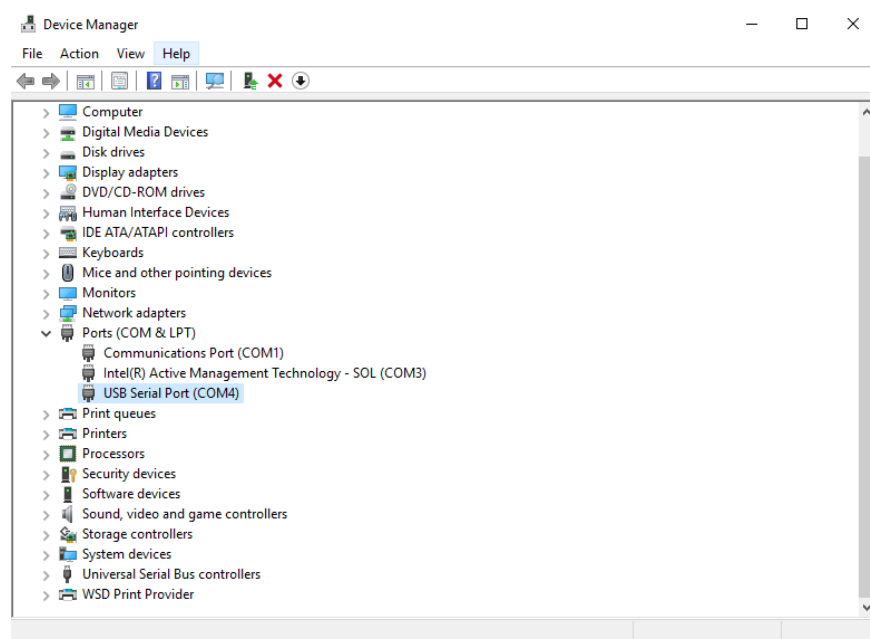 Device Manager
File Action View Help
Computer
Digital Media Devices
Disk drives
Display adapters
DVD/CD-ROM drives
Human Interface Devices
IDE ATA/ATAPI controllers
Keyboards
Mice and other pointing devices
Monitors
Network adapters
Ports (COM & LPT)
Communications Port (COM1)
Intel(R) Active Management Technology - SOL (COM3)
USB Serial Port (COM4)
Print queues
Printers
Processors
Security devices
Software devices
Sound, video and game controllers
Storage controllers
System devices
Universal Serial Bus controllers
WSD Print Provider